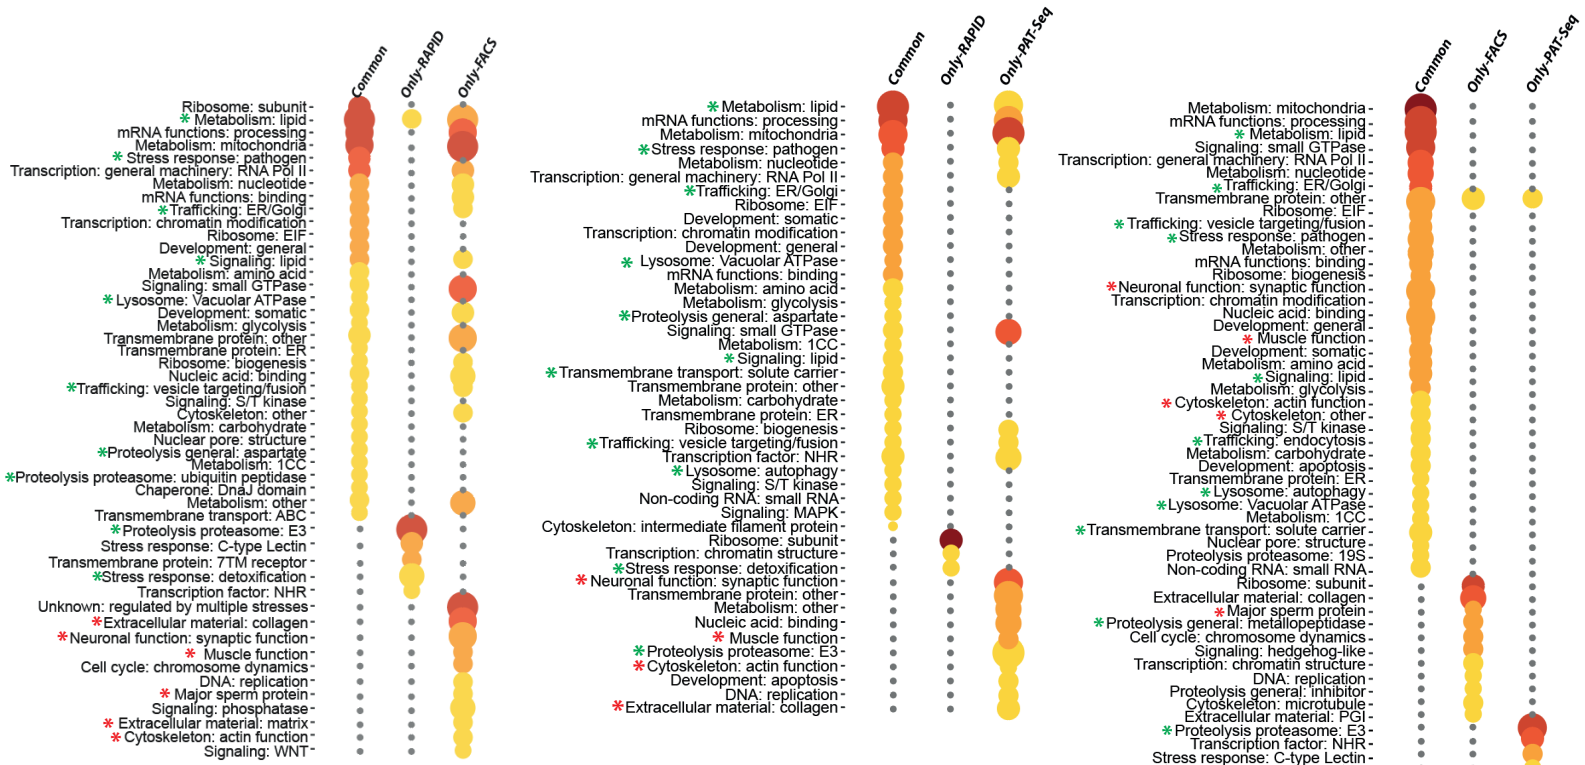 Common
Only-RAPID
Only-FACS
Ribosome: subunit
* Metabolism: lipid
mRNA functions: processing
Metabolism: mitochondria
* Stress response: pathogen
Transcription: general machinery: RNA Pol II
Metabolism: nucleotide
mRNA functions: binding
*Trafficking: ER/Golgi
Transcription: chromatin modification
Ribosome: EIF
Development: general
* Signaling: lipid
Metabolism: amino acid
Signaling: small GTPase
* Lysosome: Vacuolar ATPase
Development: somatic
Metabolism: glycolysis
Transmembrane protein: other
Transmembrane protein: ER
Ribosome: biogenesis
Nucleic acid: binding
*Trafficking: vesicle targeting/fusion
Signaling: S/T kinase
Cytoskeleton: other
Metabolism: carbohydrate
Nuclear pore: structure
*Proteolysis general: aspartate
Metabolism: 1CC
*Proteolysis proteasome: ubiquitin peptidase
Chaperone: DnaJ domain
Metabolism: other
Transmembrane transport: ABC
* Proteolysis proteasome: E3
Stress response: C-type Lectin
Transmembrane protein: 7TM receptor
*Stress response: detoxification
Transcription factor: NHR
Unknown: regulated by multiple stresses
* Extracellular material: collagen
* Neuronal function: synaptic function
* Muscle function
Cell cycle: chromosome dynamics
DNA: replication
* Major sperm protein
Signaling: phosphatase
* Extracellular material: matrix
* Cytoskeleton: actin function
Signaling: WNT
Common
Only-RAPID
Only-PAT-Seq
* Metabolism: lipid
mRNA functions: processing
Metabolism: mitochondria
* Stress response: pathogen
Metabolism: nucleotide
Transcription: general machinery: RNA Pol II
*Trafficking: ER/Golgi
Ribosome: EIF
Development: somatic
Transcription: chromatin modification
Development: general
* Lysosome: Vacuolar ATPase
mRNA functions: binding
Metabolism: amino acid
Metabolism: glycolysis
*Proteolysis general: aspartate
Signaling: small GTPase
Metabolism: 1CC
* Signaling: lipid
*Transmembrane transport: solute carrier
Transmembrane protein: other
Metabolism: carbohydrate
Transmembrane protein: ER
Ribosome: biogenesis
*Trafficking: vesicle targeting/fusion
Transcription factor: NHR
* Lysosome: autophagy
Signaling: S/T kinase
Non-coding RNA: small RNA
Signaling: MAPK
Cytoskeleton: intermediate filament protein
Ribosome: subunit
Transcription: chromatin structure
*Stress response: detoxification
* Neuronal function: synaptic function
Transmembrane protein: other
Metabolism: other
Nucleic acid: binding
* Muscle function
* Proteolysis proteasome: E3
* Cytoskeleton: actin function
Development: apoptosis
DNA: replication
* Extracellular material: collagen
Common
Only-FACS
Only-PAT-Seq
Metabolism: mitochondria
mRNA functions: processing
* Metabolism: lipid
Signaling: small GTPase
Transcription: general machinery: RNA Pol II
Metabolism: nucleotide
* Trafficking: ER/Golgi
Transmembrane protein: other
Ribosome: EIF
* Trafficking: vesicle targeting/fusion
* Stress response: pathogen
Metabolism: other
mRNA functions: binding
Ribosome: biogenesis
* Neuronal function: synaptic function
Transcription: chromatin modification
Nucleic acid: binding
Development: general
* Muscle function
Development: somatic
Metabolism: amino acid
* Signaling: lipid
Metabolism: glycolysis
* Cytoskeleton: actin function
* Cytoskeleton: other
Signaling: S/T kinase
* Trafficking: endocytosis
Metabolism: carbohydrate
Development: apoptosis
Transmembrane protein: ER
* Lysosome: autophagy
* Lysosome: Vacuolar ATPase
Metabolism: 1CC
* Transmembrane transport: solute carrier
Nuclear pore: structure
Proteolysis proteasome: 19S
Non-coding RNA: small RNA
Ribosome: subunit
Extracellular material: collagen
* Major sperm protein
* Proteolysis general: metallopeptidase
Cell cycle: chromosome dynamics
Signaling: hedgehog-like
Transcription: chromatin structure
DNA: replication
Proteolysis general: inhibitor
Cytoskeleton: microtubule
Extracellular material: PGI
* Proteolysis proteasome: E3
Transcription factor: NHR
Stress response: C-type Lectin